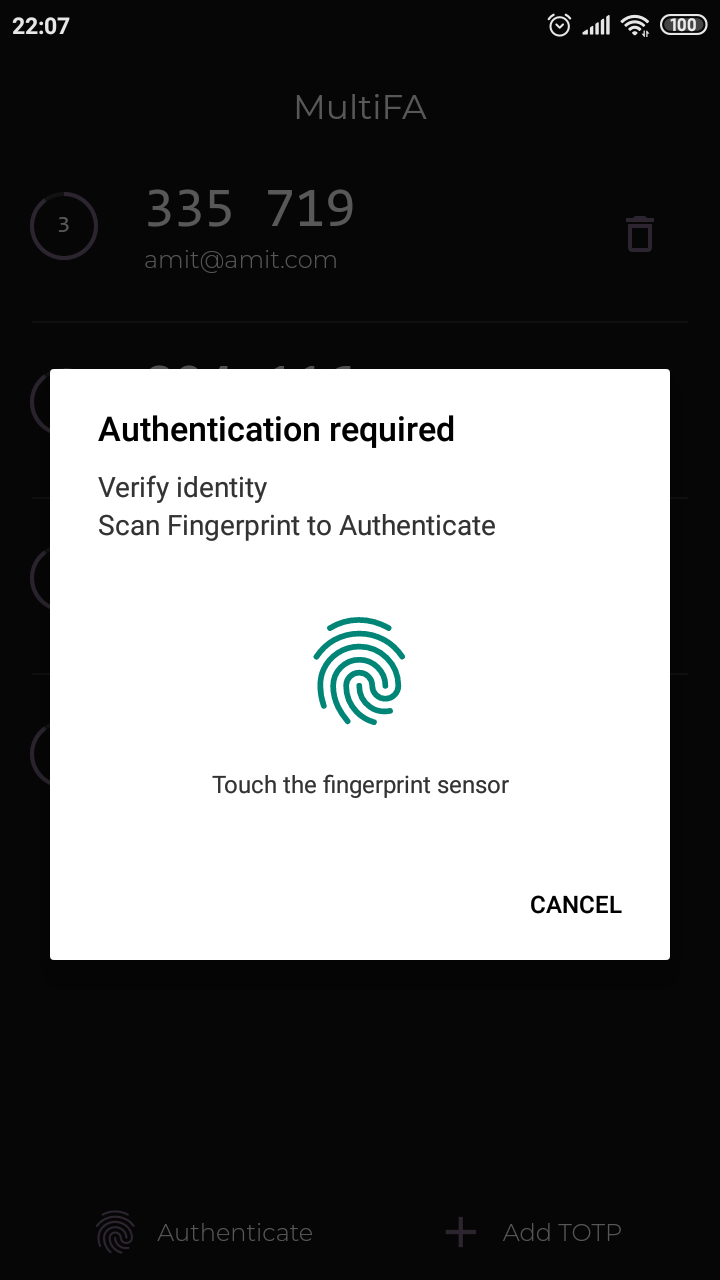 22:07
100
MultiFA
3
335 719
amit@amit.com
Authentication required
Verify identity
Scan Fingerprint to Authenticate
Touch the fingerprint sensor
CANCEL
Authenticate
Add TOTP